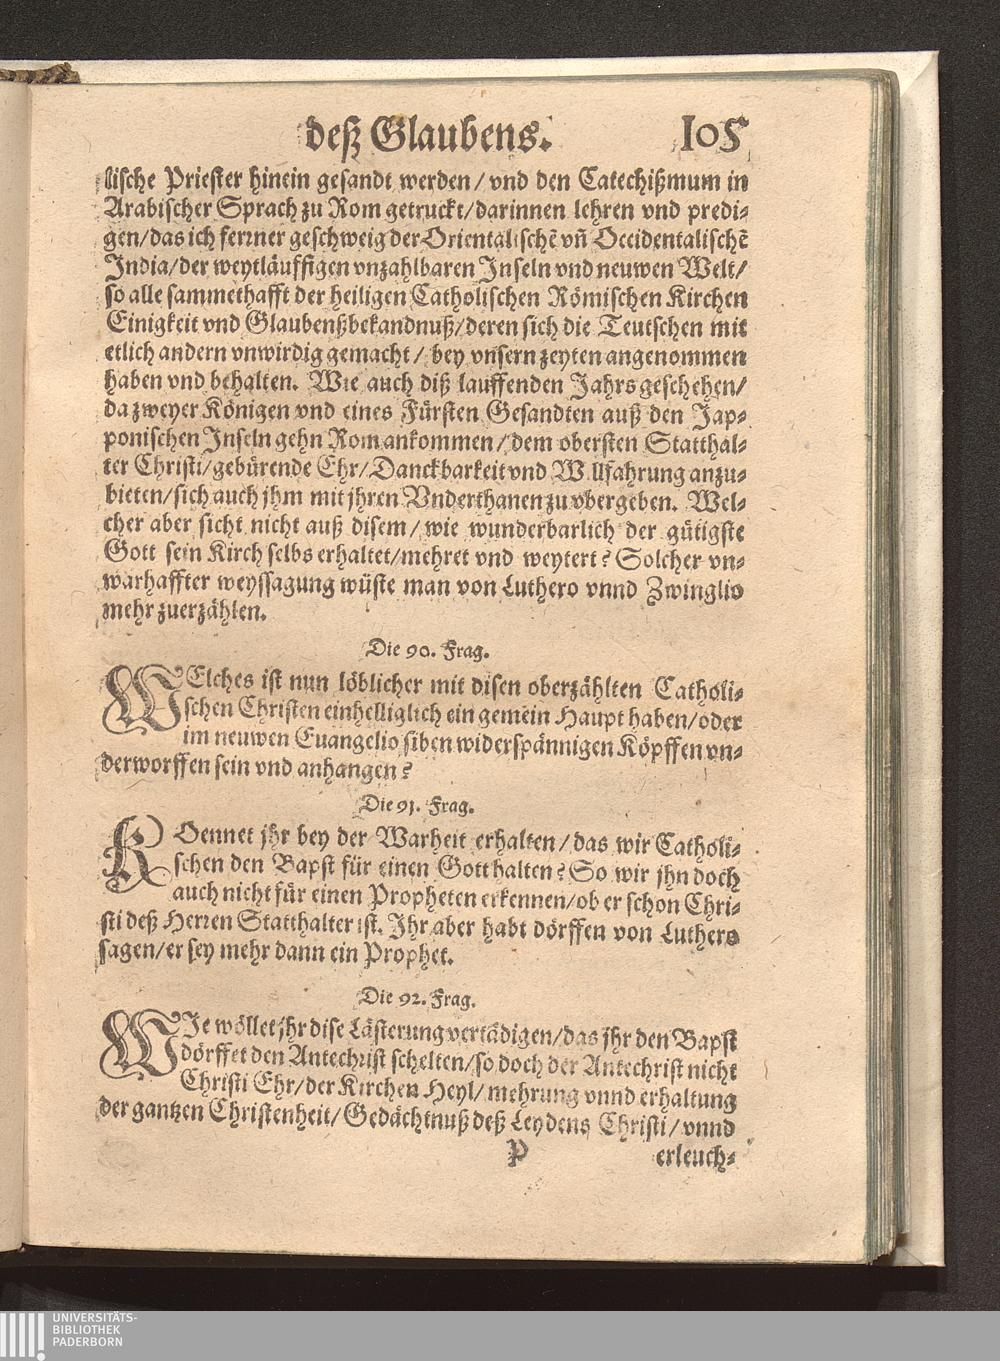 deß Glaubens. 105
lische Priester hinein gesandt werden/ vnd den Catechißmum in
Arabischer Sprach zu Rom getruckt/ darinnen lehren vnd predi-
gen/ das ich ferrner geschweig der Orientalischẽ vñ Occidentalischẽ
India/ der weytläuffigen vnzahlbaren Inseln vnd neuwen Welt/
so alle sammethafft der heiligen Catholischen Römischen Kirchen
Einigkeit vnd Glaubenßbekandnuß/ deren sich die Teutschen mit
etlich andern vnwirdig gemacht/ bey vnsern zeyten angenommen
haben vnd behalten. Wie auch diß lauffenden Jahrs geschehen/
da zweyer Königen vnd eines Fürsten Gesandten auß den Jap-
ponischen Inseln gehn Rom ankommen/ dem obersten Statthal-
ter Christi/ gebürende Ehr/ Danckbarkeit vnd Willfahrung anzu-
bieten/ sich auch jhm mit jhren Vnderthanen zu vbergeben. Wel-
cher aber sicht nicht auß disem/ wie wunderbarlich der gütigste
Gott sein Kirch selbs erhaltet/ mehret vnd weytert? Solcher vn-
warhaffter weyssagung wüste man von Luthero vnnd Zwinglio
mehr zuerzählen.
Die 90. Frag.
WElches ist nun löblicher mit disen oberzählten Catholi-
schen Christen einhelliglich ein gemein Haupt haben/ oder
im neuwen Euangelio siben widerspännigen Köpffen vn-
derworffen sein vnd anhangen?
Die 91. Frag.
KOennet jhr bey der Warheit erhalten/ das wir Catholi-
schen den Bapst für einen Gott halten? So wir jhn doch
auch nicht für einen Propheten erkennen/ ob er schon Chri-
sti deß Herren Statthalter ist. Ihr aber habt dörffen von Luthero
sagen/ er sey mehr dann ein Prophet.
Die 92. Frag.
WIe wöllet jhr dise Lästerung vertädigen/ das jhr den Bapst
dörffet den Antechrist schelten/ so doch der Antechrist nicht
Christi Ehr/ der Kirchen Heyl/ mehrung vnnd erhaltung
der gantzen Christenheit/ Gedächtnuß deß Leydens Christi/ vnnd
P erleuch-
UNIVERSITÄTS-
BIBLIOTHEK
PADERBORN